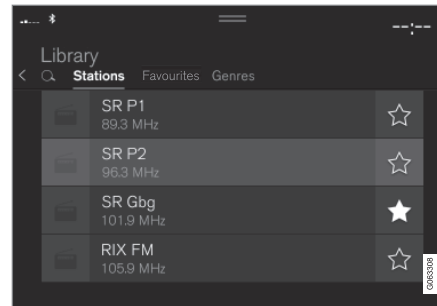 --:--
Library
Stations Favourites Genres
SR P1
89.3 MHz
SR P2
96.3 MHz
SR Gbg
101.9 MHz
RIX FM
105.9 MHz
G063308